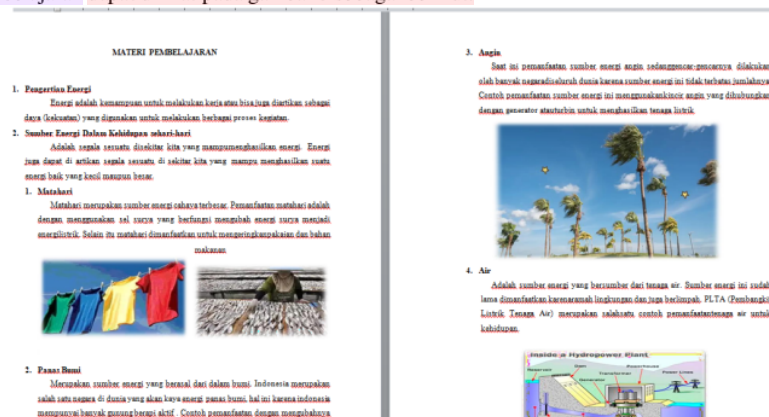 MATERI PEMBELAJARAN
1. Pengertian Energi
Energi adalah kemampuan untuk melakukan kerja atau bisa juga diartikan sebagai
daya (kekuatan) yang digunakan untuk melakukan berbagai proses kegiatan.
2. Sumber Energi Dalam Kehidupan sehari-hari
Adalah segala sesuatu disekitar kita yang mampumenghasilkan energi. Energi
juga dapat di artikan segala sesuatu di sekitar kita yang mampu menghasilkan suatu
energi baik yang kecil maupun besar.
1. Matahari
Matahari merupakan sumber energi cahaya terbesar. Pemanfaatan matahari adalah
dengan menggunakan sel surya yang berfungsi mengubah energi surya menjadi
energilistrik. Selain itu matahari dimanfaatkan untuk mengeringkanpakaian dan bahan
makanan.
2. Panas Bumi
Merupakan sumber energi yang berasal dari dalam bumi. Indonesia merupakan
salah satu negara di dunia yang akan kaya energi panas bumi, hal ini karena indonesia
mempunyai banyak gunung berapi aktif . Contoh pemanfaatan dengan mengubahnya
3. Angin
Saat ini pemanfaatan sumber energi angin sedanggencar-gencarnya dilakukan
oleh banyak negaradiseluruh dunia karena sumber energi ini tidak terbatas jumlahnya
Contoh pemanfaatan sumber energi ini menggunakankincir angin yang dihubungkan
dengan generator atauturbin untuk menghasilkan tenaga listrik
4. Air
Adalah sumber energi yang bersumber dari tenaga air. Sumber energi ini sudah
lama dimanfaatkan karenaramah lingkungan dan juga berlimpah. PLTA (Pembangki
Listrik Tenaga Air) merupakan salahsatu contoh pemanfaatantenaga air untuk
kehidupan.
Inside a Hydropower Plant